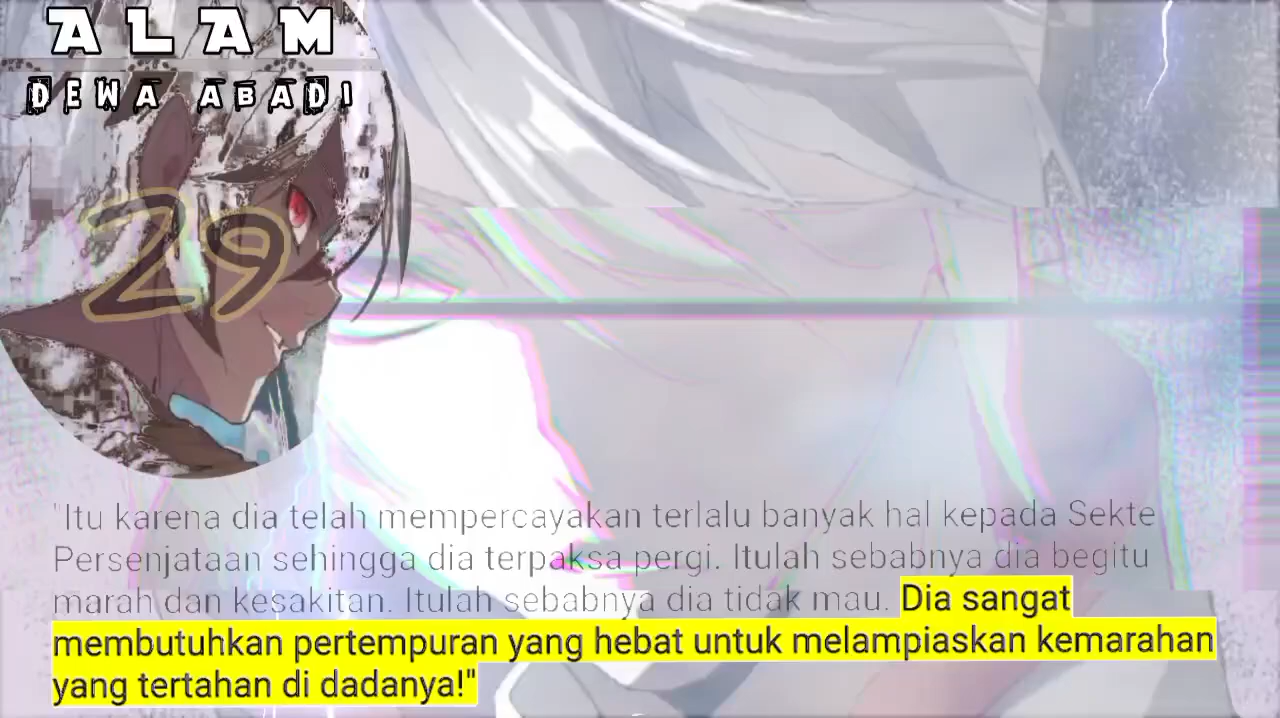 ALAM
DEWA ABADI
29
"Itu karena dia telah mempercayakan terlalu banyak hal kepada Sekte
Persenjataan sehingga dia terpaksa pergi. Itulah sebabnya dia begitu
marah dan kesakitan. Itulah sebabnya dia tidak mau. Dia sangat
membutuhkan pertempuran yang hebat untuk melampiaskan kemarahan
yang tertahan di dadanya!"